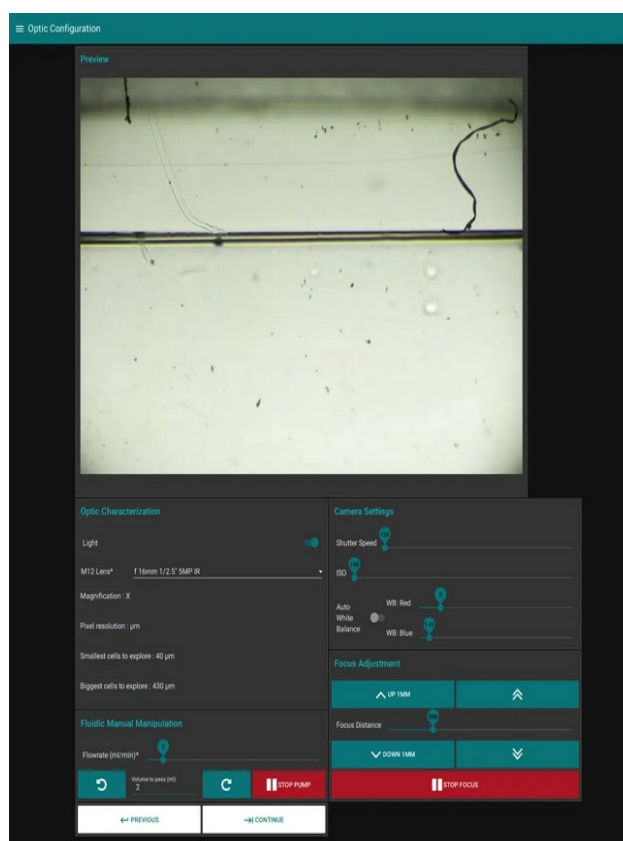 Optic Configuration
Preview
Optic Characterization
Light
M12 Lens* f 16mm 1/2.5" 5MP IR
Magnification : X
Pixel resolution : µm
Smallest cells to explore : 40 µm
Biggest cells to explore : 430 µm
Fluidic Manual Manipulation
Flowrate (ml/min)*
Volume to pass (ml)
2
STOP PUMP
PREVIOUS
CONTINUE
Camera Settings
Shutter Speed
ISO
Auto
White
Balance
WB: Red
WB: Blue
Focus Adjustment
UP 1MM
Focus Distance
DOWN 1MM
STOP FOCUS